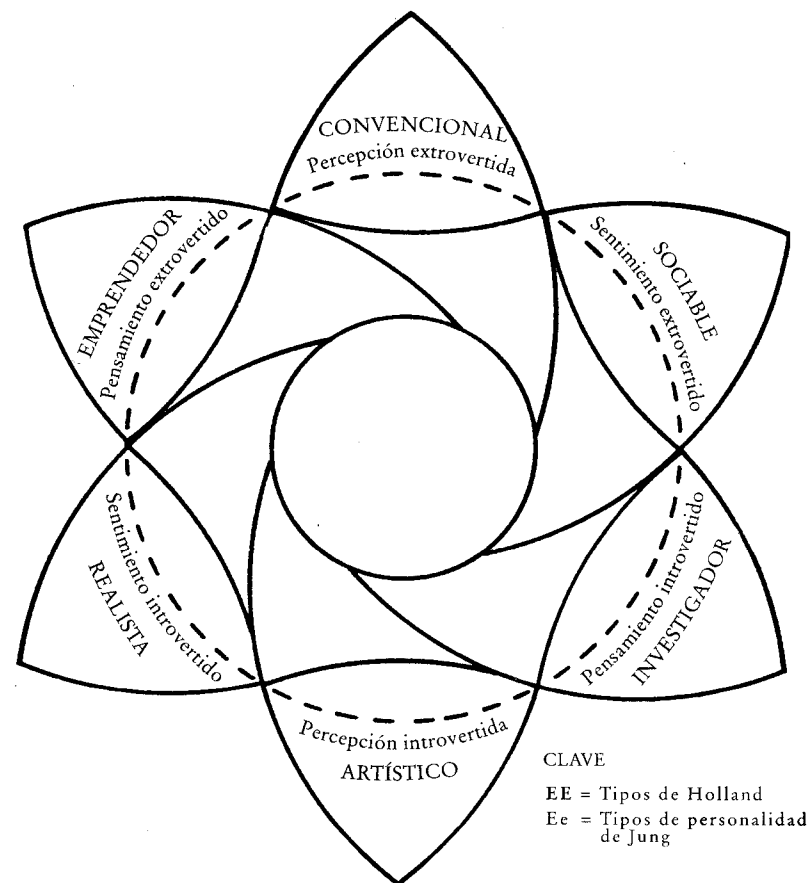 CONVENCIONAL
Percepción extrovertida
EMPRENDEDOR
Pensamiento extrovertido
SOCIABLE
Sentimiento extrovertido
Sentimiento introvertido
REALISTA
Pensamiento introvertido
INVESTIGADOR
Percepción introvertida
ARTÍSTICO
CLAVE
EE = Tipos de Holland
Ee = Tipos de personalidad
de Jung